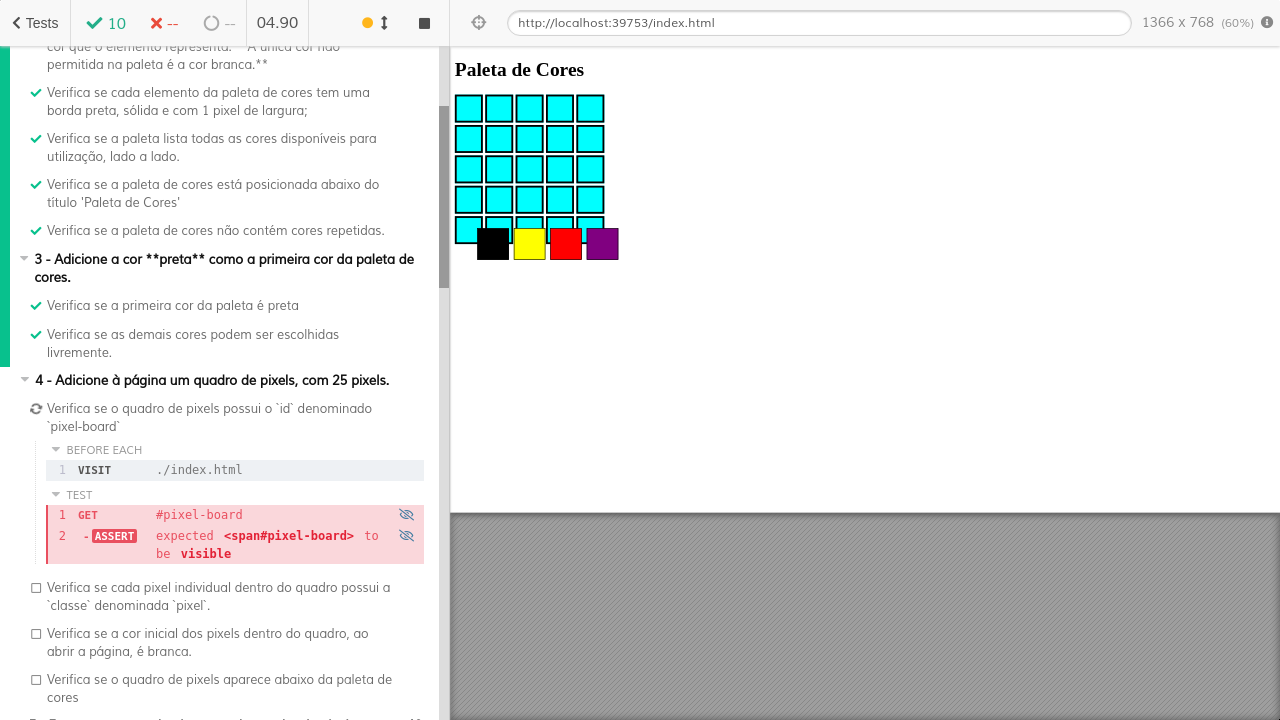 Tests
10
--
--
04.90
http://localhost:39753/index.html
1366 x 768 (60%)
cor que o elemento representa. **A única cor não
permitida na paleta é a cor branca.**
Verifica se cada elemento da paleta de cores tem uma
borda preta, sólida e com 1 pixel de largura;
Verifica se a paleta lista todas as cores disponíveis para
utilização, lado a lado.
Verifica se a paleta de cores está posicionada abaixo do
título 'Paleta de Cores'
Verifica se a paleta de cores não contém cores repetidas.
3 - Adicione a cor **preta** como a primeira cor da paleta de
cores.
Verifica se a primeira cor da paleta é preta
Verifica se as demais cores podem ser escolhidas
livremente.
4 - Adicione à página um quadro de pixels, com 25 pixels.
Verifica se o quadro de pixels possui o `id` denominado
`pixel-board`
BEFORE EACH
1 VISIT ./index.html
TEST
1 GET #pixel-board
2 -ASSERT expected <span#pixel-board> to
be visible
Verifica se cada pixel individual dentro do quadro possui a
`classe` denominada `pixel`.
Verifica se a cor inicial dos pixels dentro do quadro, ao
abrir a página, é branca.
Verifica se o quadro de pixels aparece abaixo da paleta de
cores
Paleta de Cores